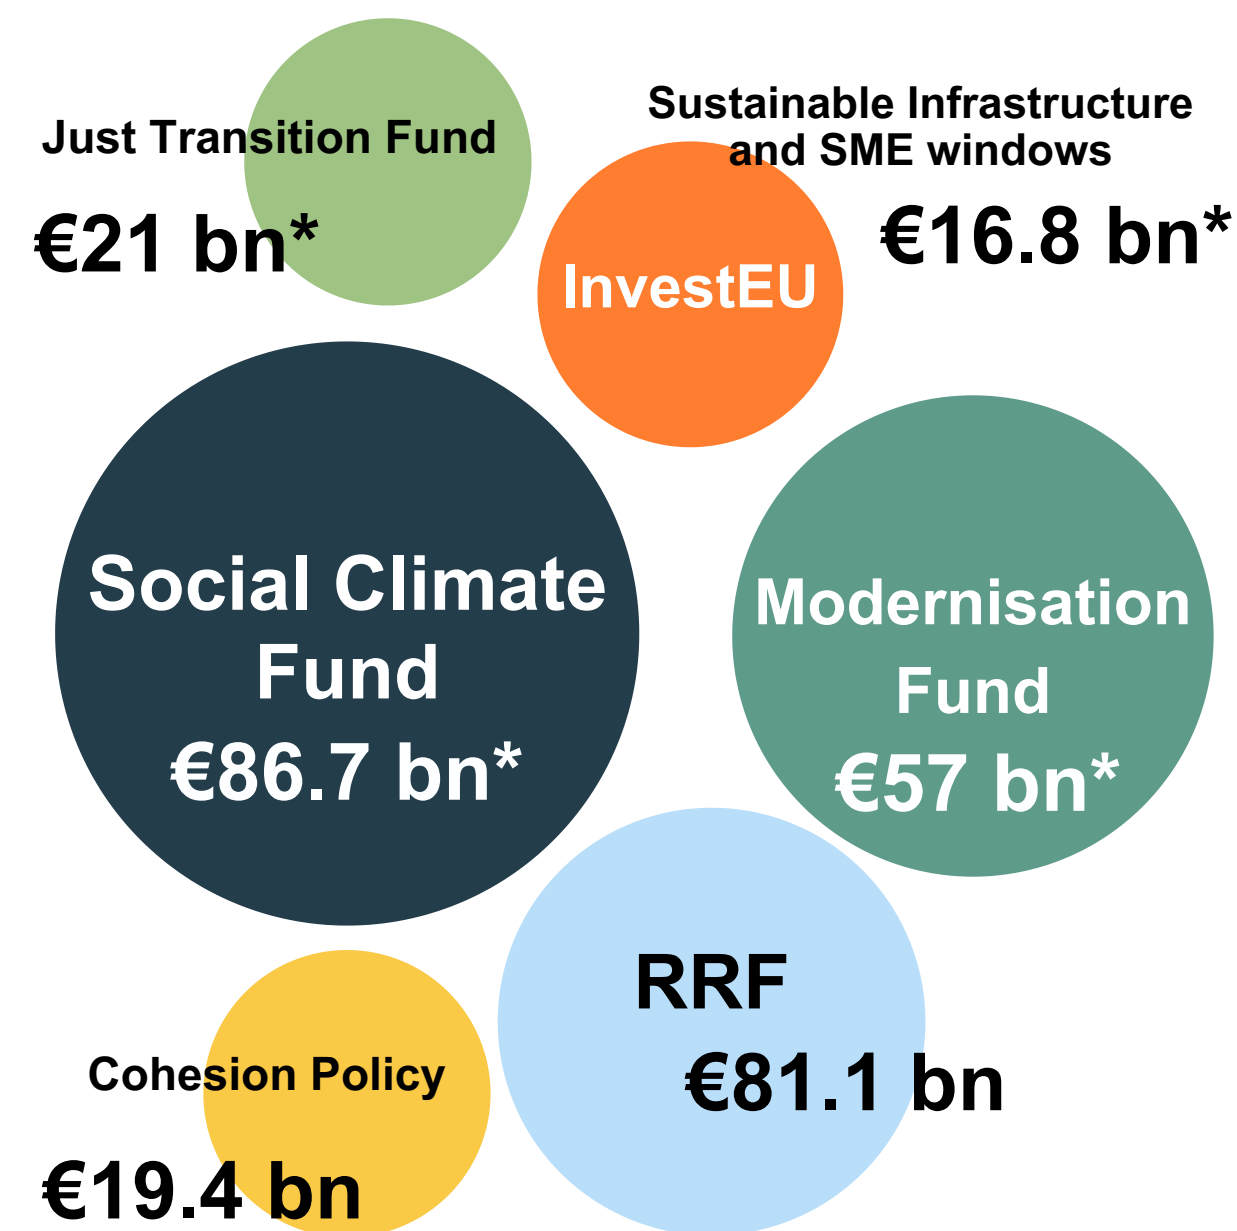 Just Transition Fund
€21 bn*
Sustainable Infrastructure
and SME windows
€16.8 bn*
InvestEU
Social Climate
Fund
€86.7 bn*
Modernisation
Fund
€57 bn*
RRF
€81.1 bn
Cohesion Policy
€19.4 bn